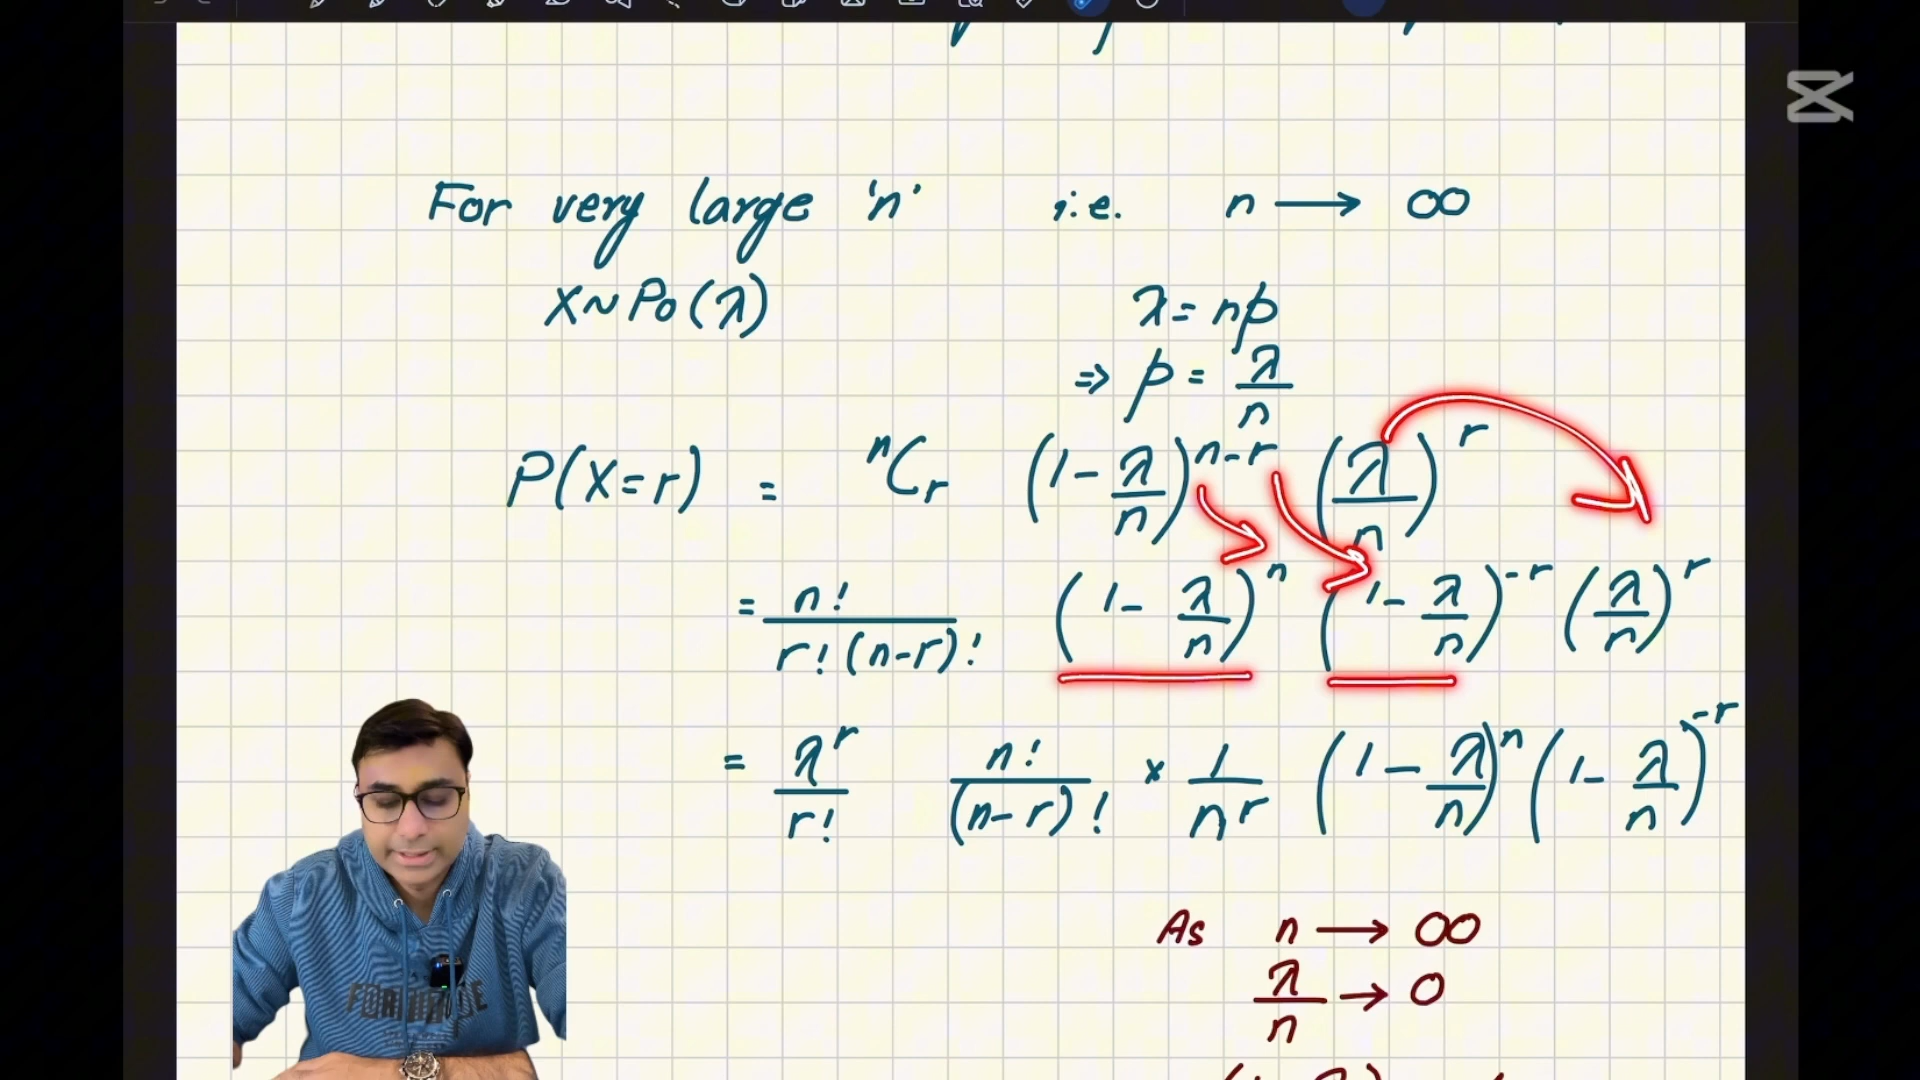 For very large 'n' i.e. n → ∞
X~Po(λ) λ = np
⇒ p = λ/n
P(X=r) = ⁿCᵣ (1 - λ/n)ⁿ⁻ʳ (λ/n)ʳ
= n!/r!(n-r)! (1 - λ/n)ⁿ (1 - λ/n)⁻ʳ (λ/n)ʳ
= λʳ/r! n!/(n-r)! × 1/nʳ (1 - λ/n)ⁿ (1 - λ/n)⁻ʳ
As n → ∞
λ/n → 0